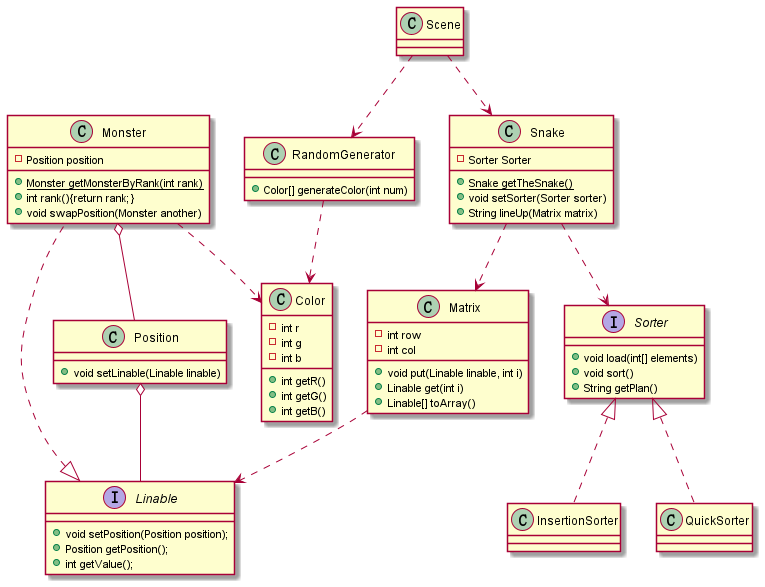 C Scene
C Monster
Position position
Monster getMonsterByRank(int rank)
int rank(){return rank; }
void swapPosition(Monster another)
C RandomGenerator
Color[] generateColor(int num)
C Snake
Sorter Sorter
Snake getTheSnake()
void setSorter(Sorter sorter)
String lineUp(Matrix matrix)
C Position
void setLinable(Linable linable)
C Color
int r
int g
int b
int getR()
int getG()
int getB()
C Matrix
int row
int col
void put(Linable linable, int i)
Linable get(int i)
Linable[] toArray()
I Sorter
void load(int[] elements)
void sort()
String getPlan()
I Linable
void setPosition(Position position);
Position getPosition();
int getValue();
C InsertionSorter
C QuickSorter